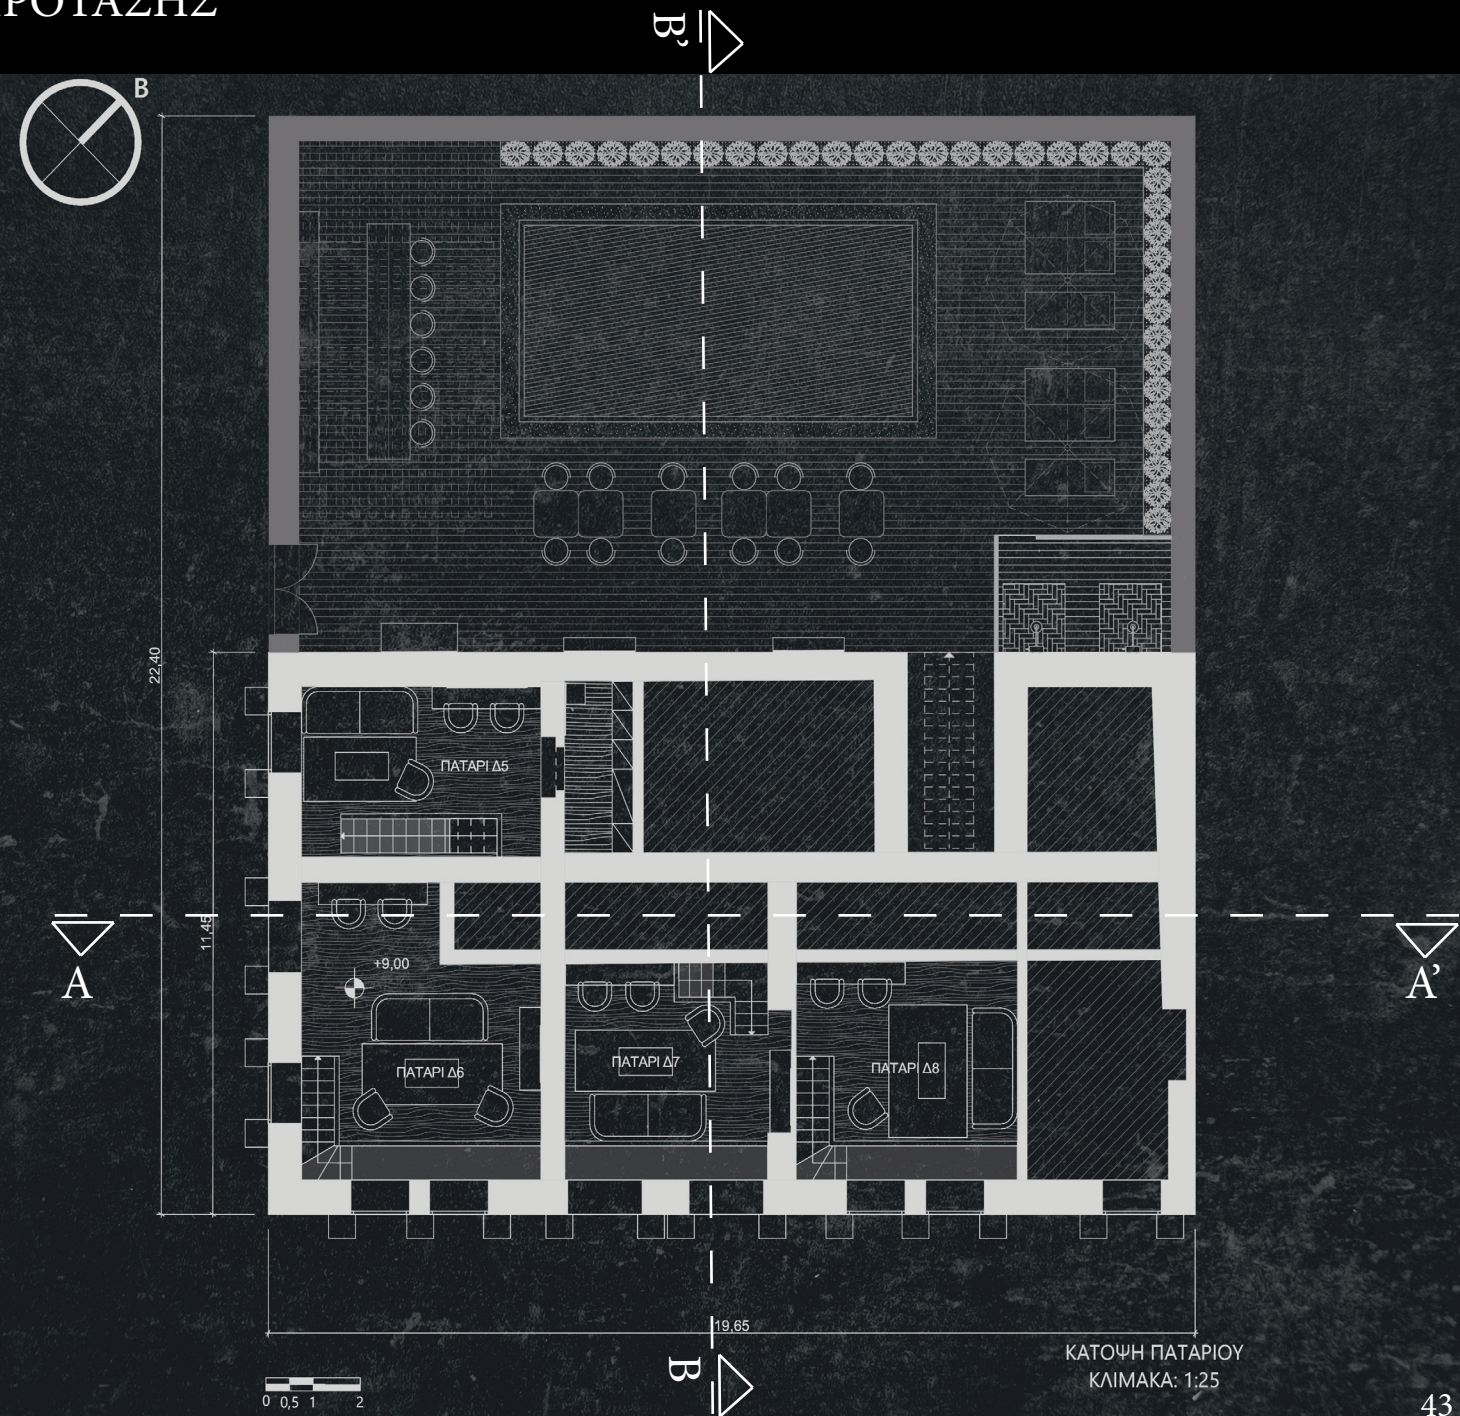 ΠΡΟΤΑΣΗΣ
Β’
Β
22,40
ΠΑΤΑΡΙ Δ5
11,45
+9,00
Α
Α’
ΠΑΤΑΡΙ Δ6
ΠΑΤΑΡΙ Δ7
ΠΑΤΑΡΙ Δ8
19,65
Β
ΚΑΤΟΨΗ ΠΑΤΑΡΙΟΥ
ΚΛΙΜΑΚΑ: 1:25
0 0,5 1 2
43